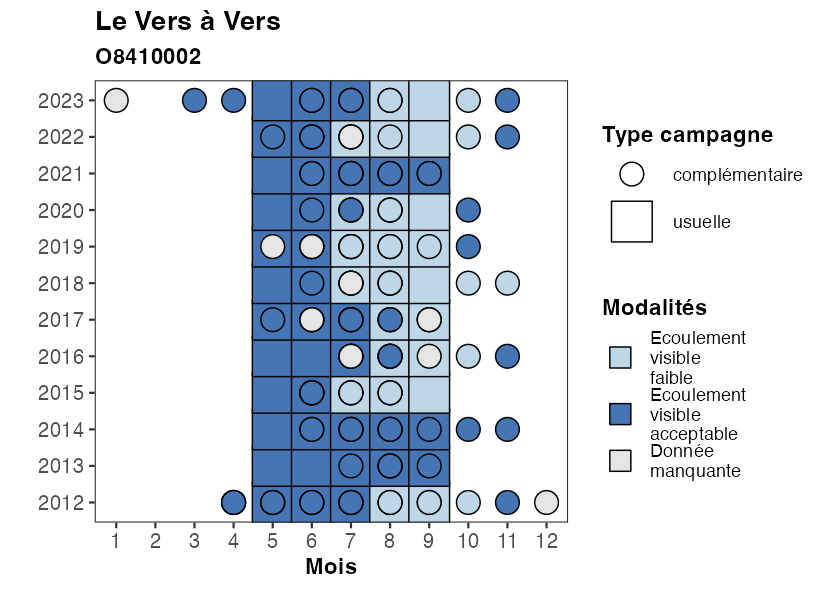 Le Vers à Vers
O8410002
2023
2022
2021
2020
2019
2018
2017
2016
2015
2014
2013
2012
1 2 3 4 5 6 7 8 9 10 11 12
Mois
Type campagne
complémentaire
usuelle
Modalités
Ecoulement
visible
faible
Ecoulement
visible
acceptable
Donnée
manquante